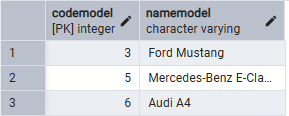 codemodel namemodel
[PK] integer character varying
1 3 Ford Mustang
2 5 Mercedes-Benz E-Cla...
3 6 Audi A4